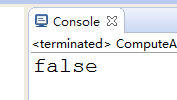 Console
<terminated> ComputeA
false